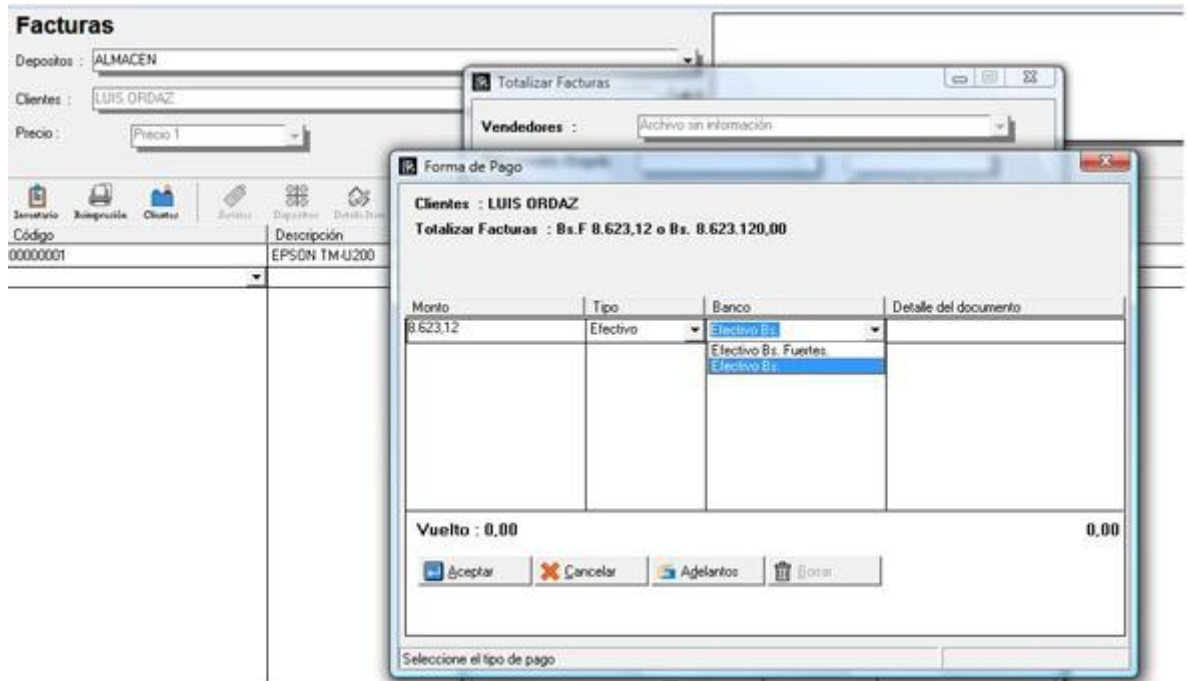 Facturas
Depositos : ALMACEN
Clientes : LUIS ORDAZ
Precio : Precio 1
Totalizar Facturas
Vendedores : Archivo sin información
Inventario Reimpresión Clientes
Código Descripción
00000001 EPSON TM-U200
Forma de Pago
Clientes : LUIS ORDAZ
Totalizar Facturas : Bs.F 8.623,12 o Bs. 8.623.120,00
Monto Tipo Banco Detalle del documento
8.623,12 Efectivo Efectivo Bs.
Efectivo Bs. Fuertes.
Efectivo Bs.
Vuelto : 0,00 0,00
Aceptar Cancelar Adelantos Borrar
Seleccione el tipo de pago